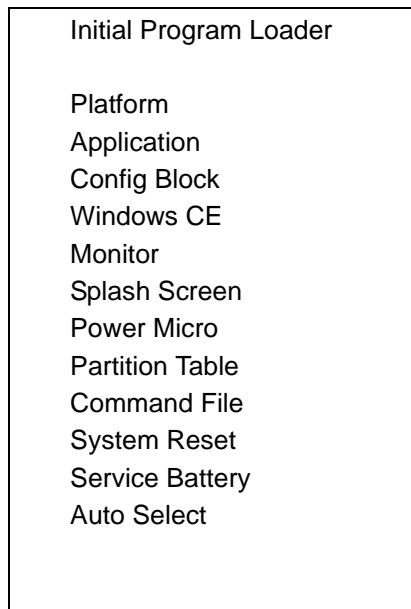 Initial Program Loader
Platform
Application
Config Block
Windows CE
Monitor
Splash Screen
Power Micro
Partition Table
Command File
System Reset
Service Battery
Auto Select